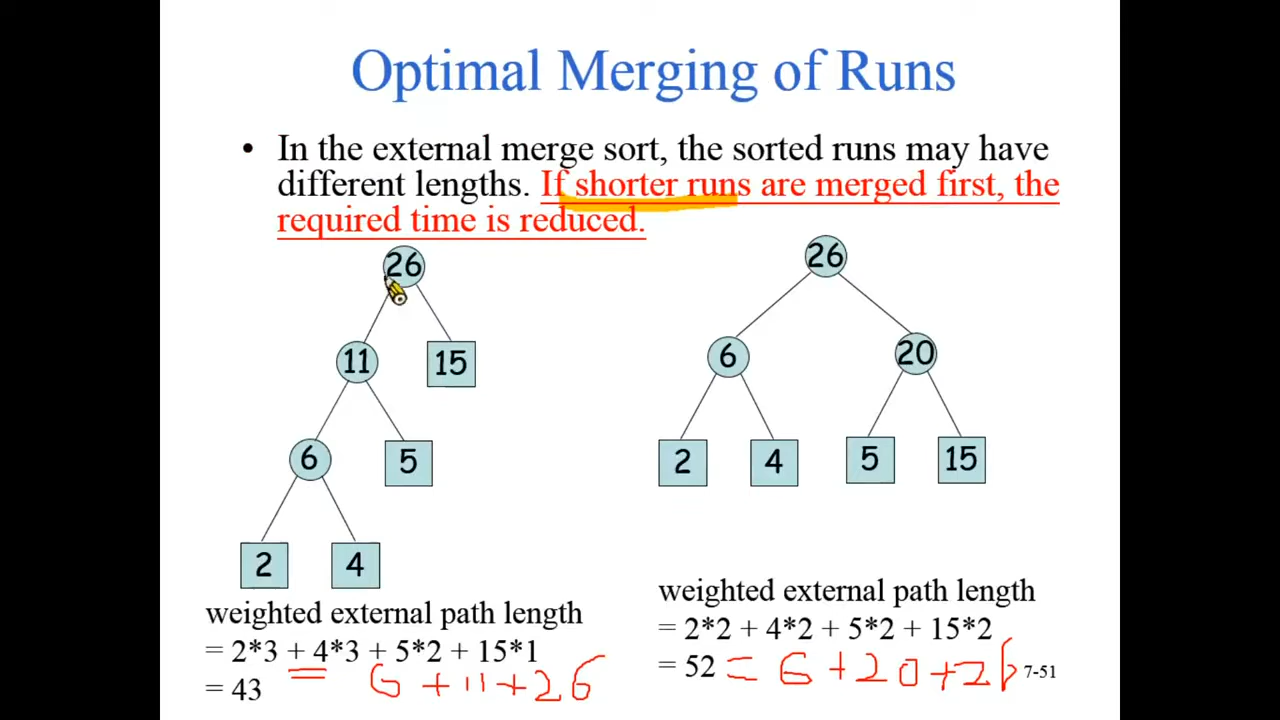 Optimal Merging of Runs
• In the external merge sort, the sorted runs may have
different lengths. If shorter runs are merged first, the
required time is reduced.
26
11
15
6
5
2
4
weighted external path length
= 2*3 + 4*3 + 5*2 + 15*1
= 43
= 6 + 11 + 26
26
6
20
2
4
5
15
weighted external path length
= 2*2 + 4*2 + 5*2 + 15*2
= 52 = 6 + 20 + 26
7-51